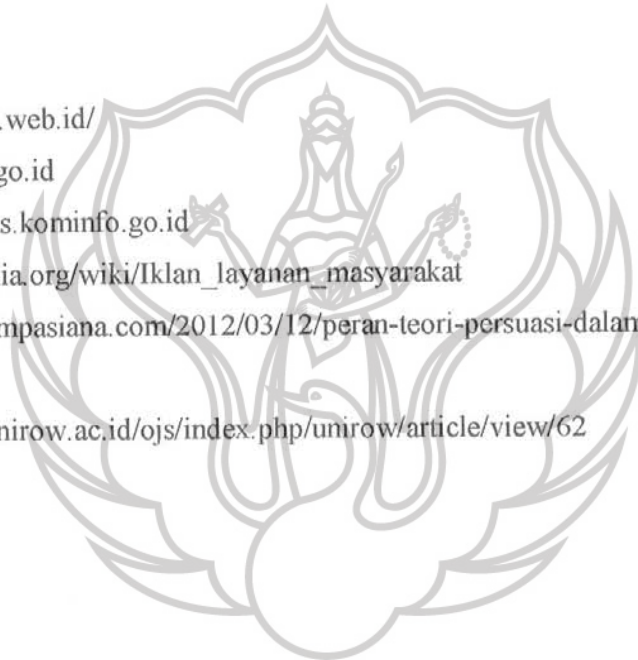 .web.id/
go.id
s.kominfo.go.id
ia.org/wiki/Iklan_layanan_masyarakat
mpasiana.com/2012/03/12/peran-teori-persuasi-dalam
nirow.ac.id/ojs/index.php/unirow/article/view/62